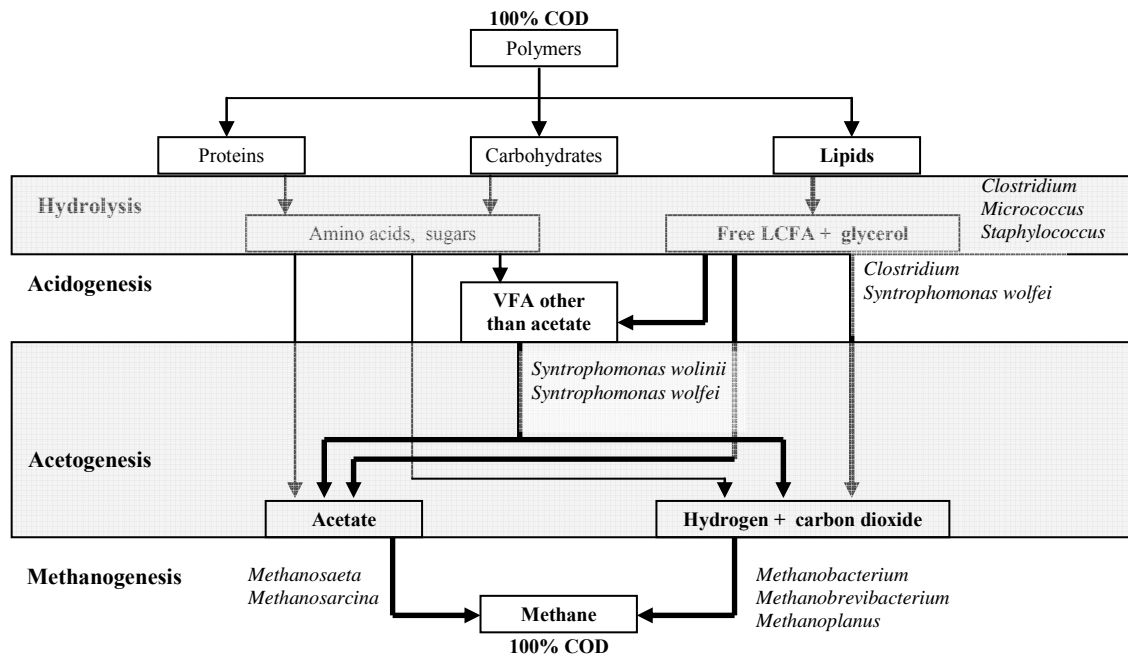 100% COD
Polymers
Proteins
Carbohydrates
Lipids
Hydrolysis
Clostridium
Micrococcus
Staphylococcus
Amino acids, sugars
Free LCFA + glycerol
Acidogenesis
Clostridium
Syntrophomonas wolfei
VFA other
than acetate
Syntrophomonas wolinii
Syntrophomonas wolfei
Acetogenesis
Acetate
Hydrogen + carbon dioxide
Methanogenesis
Methanosaeta
Methanosarcina
Methanobacterium
Methanobrevibacterium
Methanoplanus
Methane
100% COD